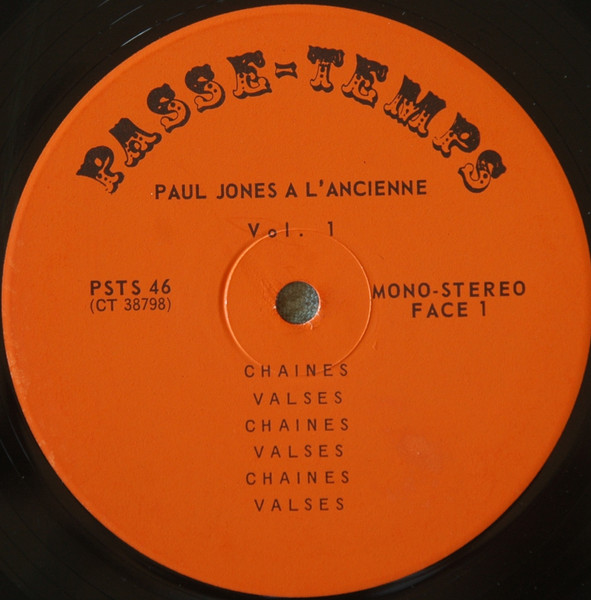 PASSE-TEMPS
PAUL JONES A L'ANCIENNE
Vol. 1
PSTS 46
(CT 38798)
MONO-STEREO
FACE 1
CHAINES
VALSES
CHAINES
VALSES
CHAINES
VALSES